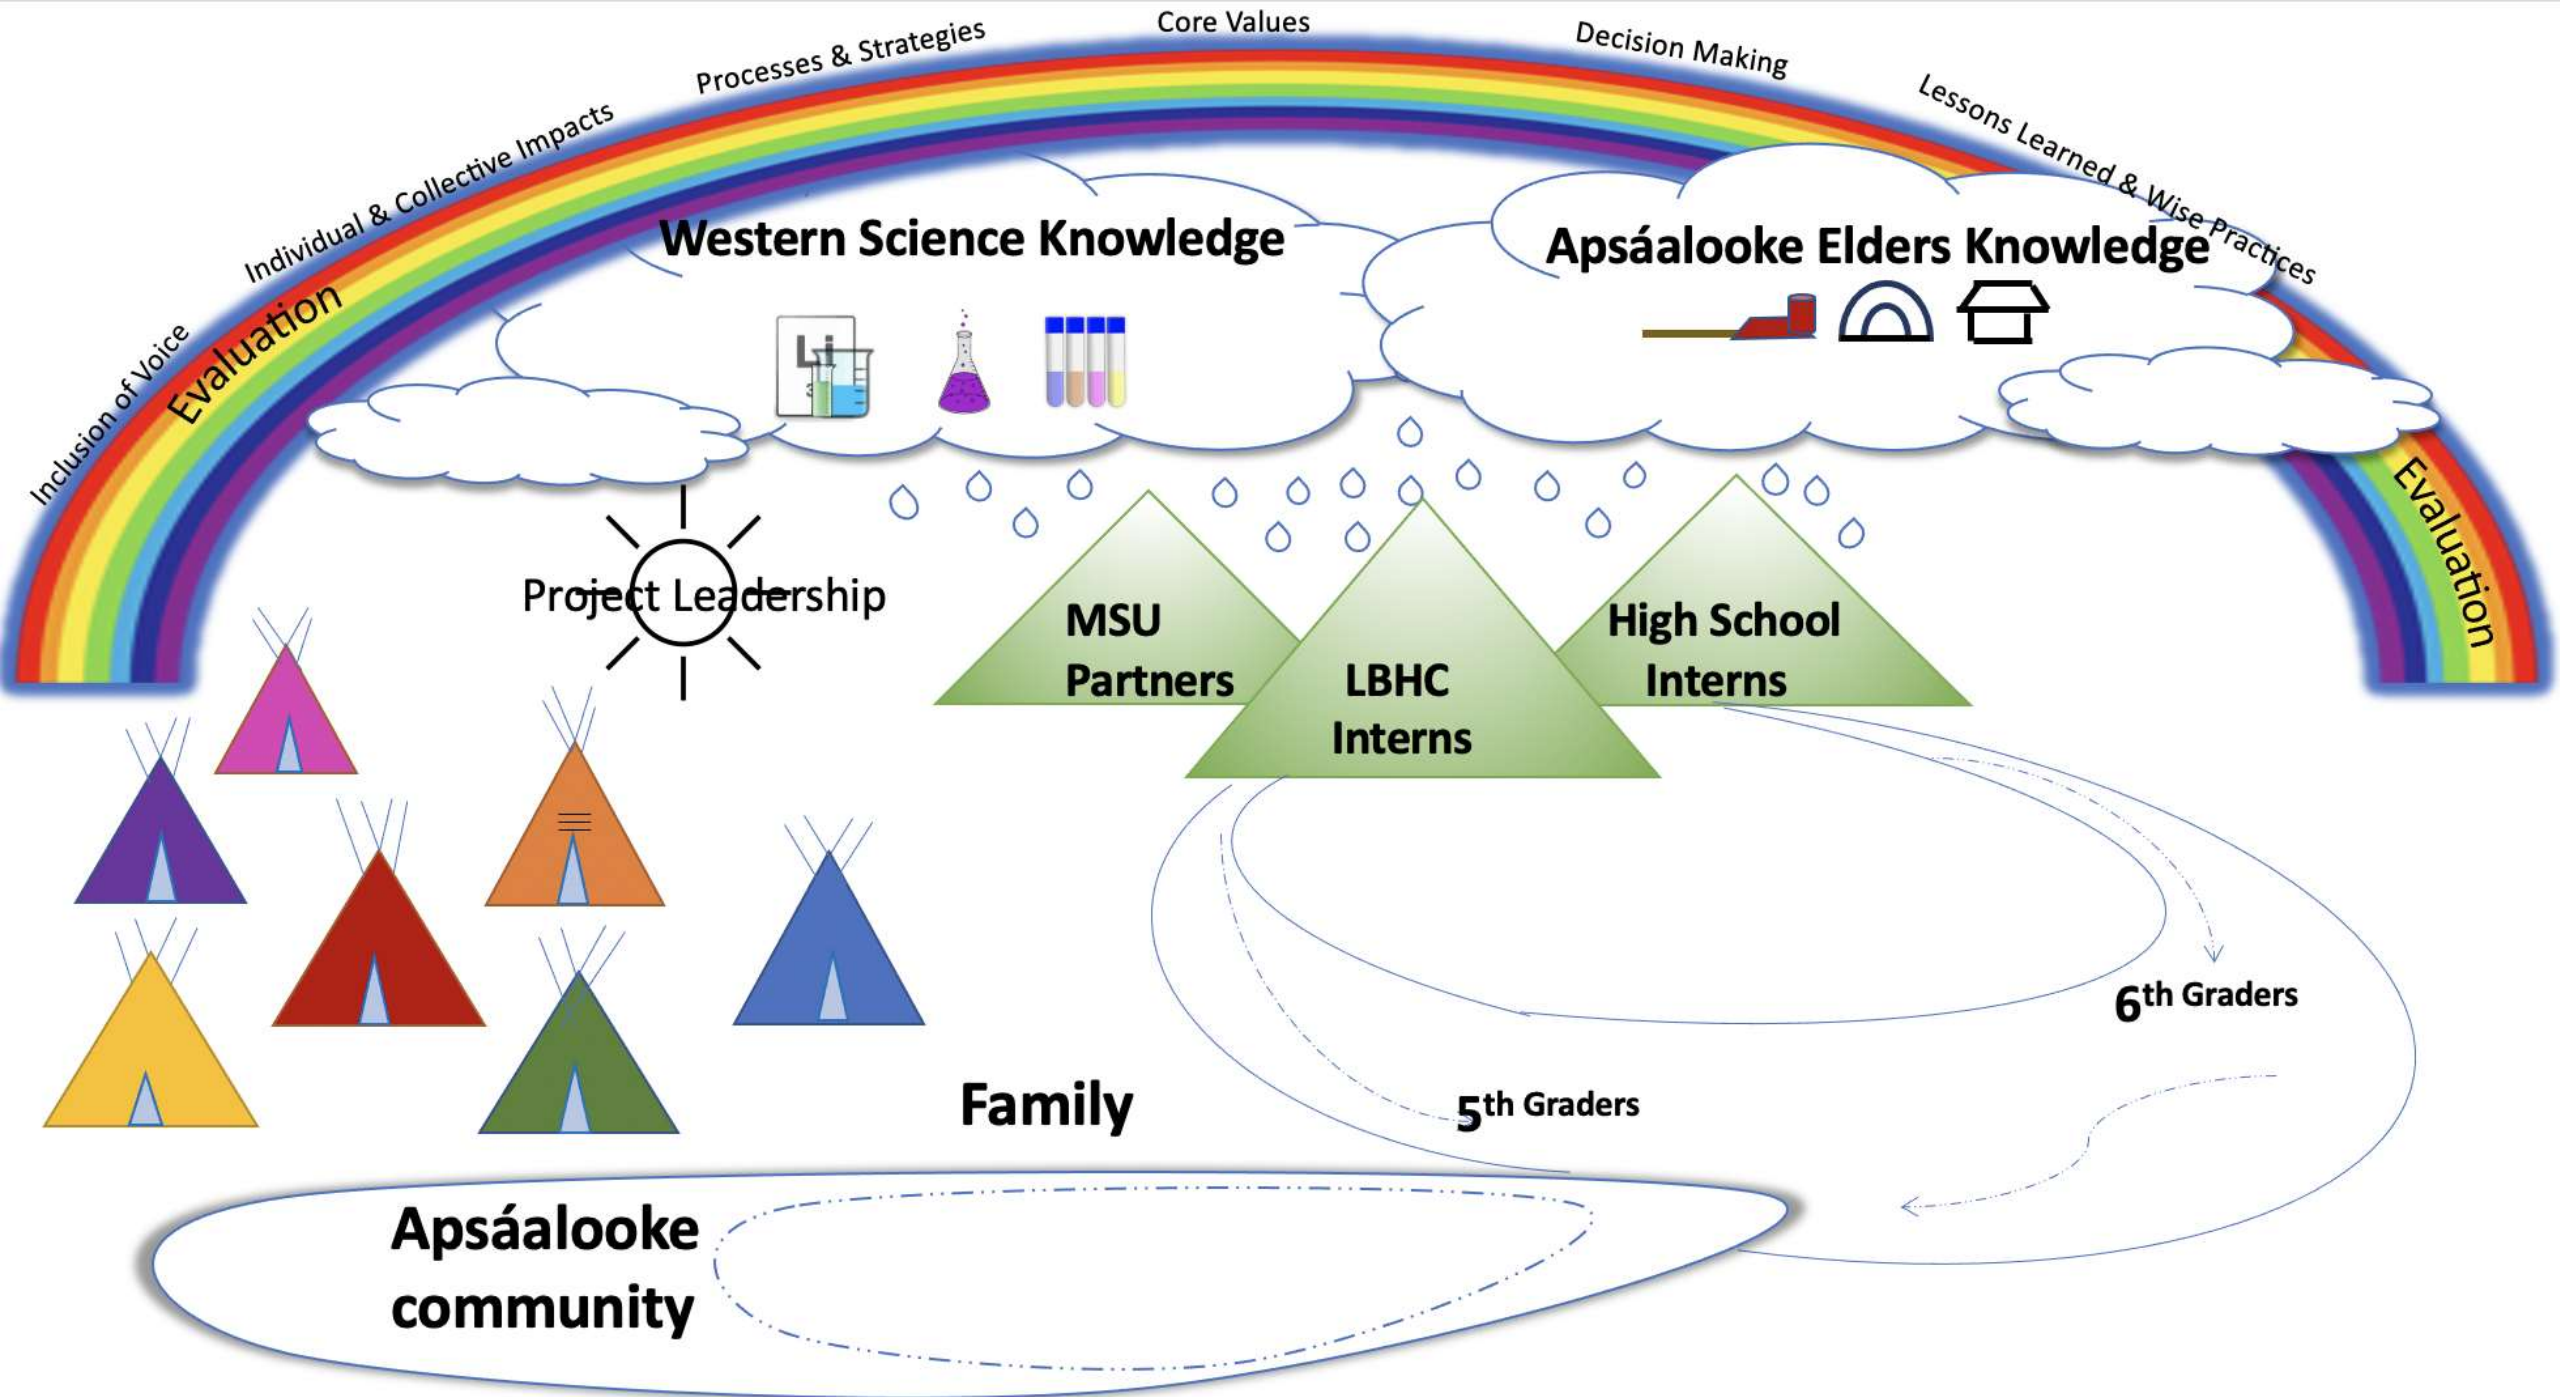 Core Values
Processes & Strategies
Decision Making
Individual & Collective Impacts
Lessons Learned & Wise Practices
Inclusion of Voice
Evaluation
Western Science Knowledge
Apsáalooke Elders Knowledge
Li
3
Evaluation
Project Leadership
MSU
Partners
LBHC
Interns
High School
Interns
6th Graders
5th Graders
Family
Apsáalooke
community